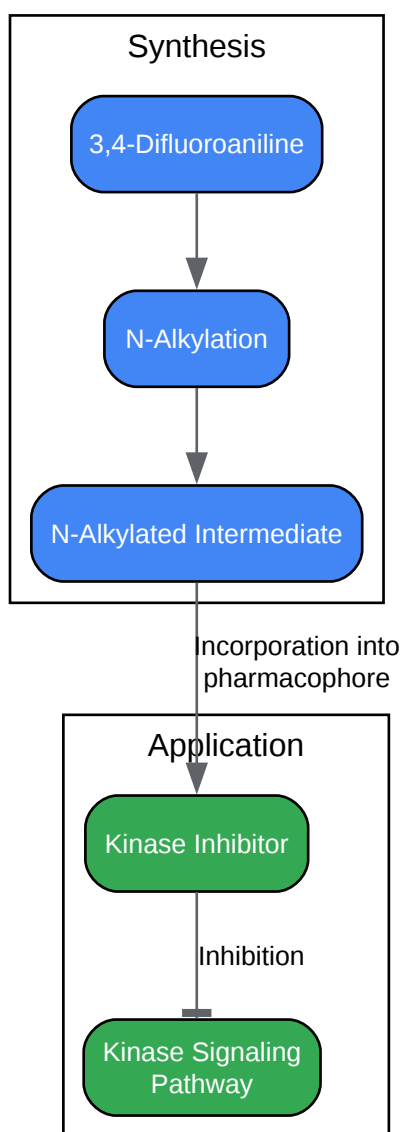 Synthesis
3,4-Difluoroaniline
N-Alkylation
N-Alkylated Intermediate
Incorporation into
pharmacophore
Application
Kinase Inhibitor
Inhibition
Kinase Signaling
Pathway